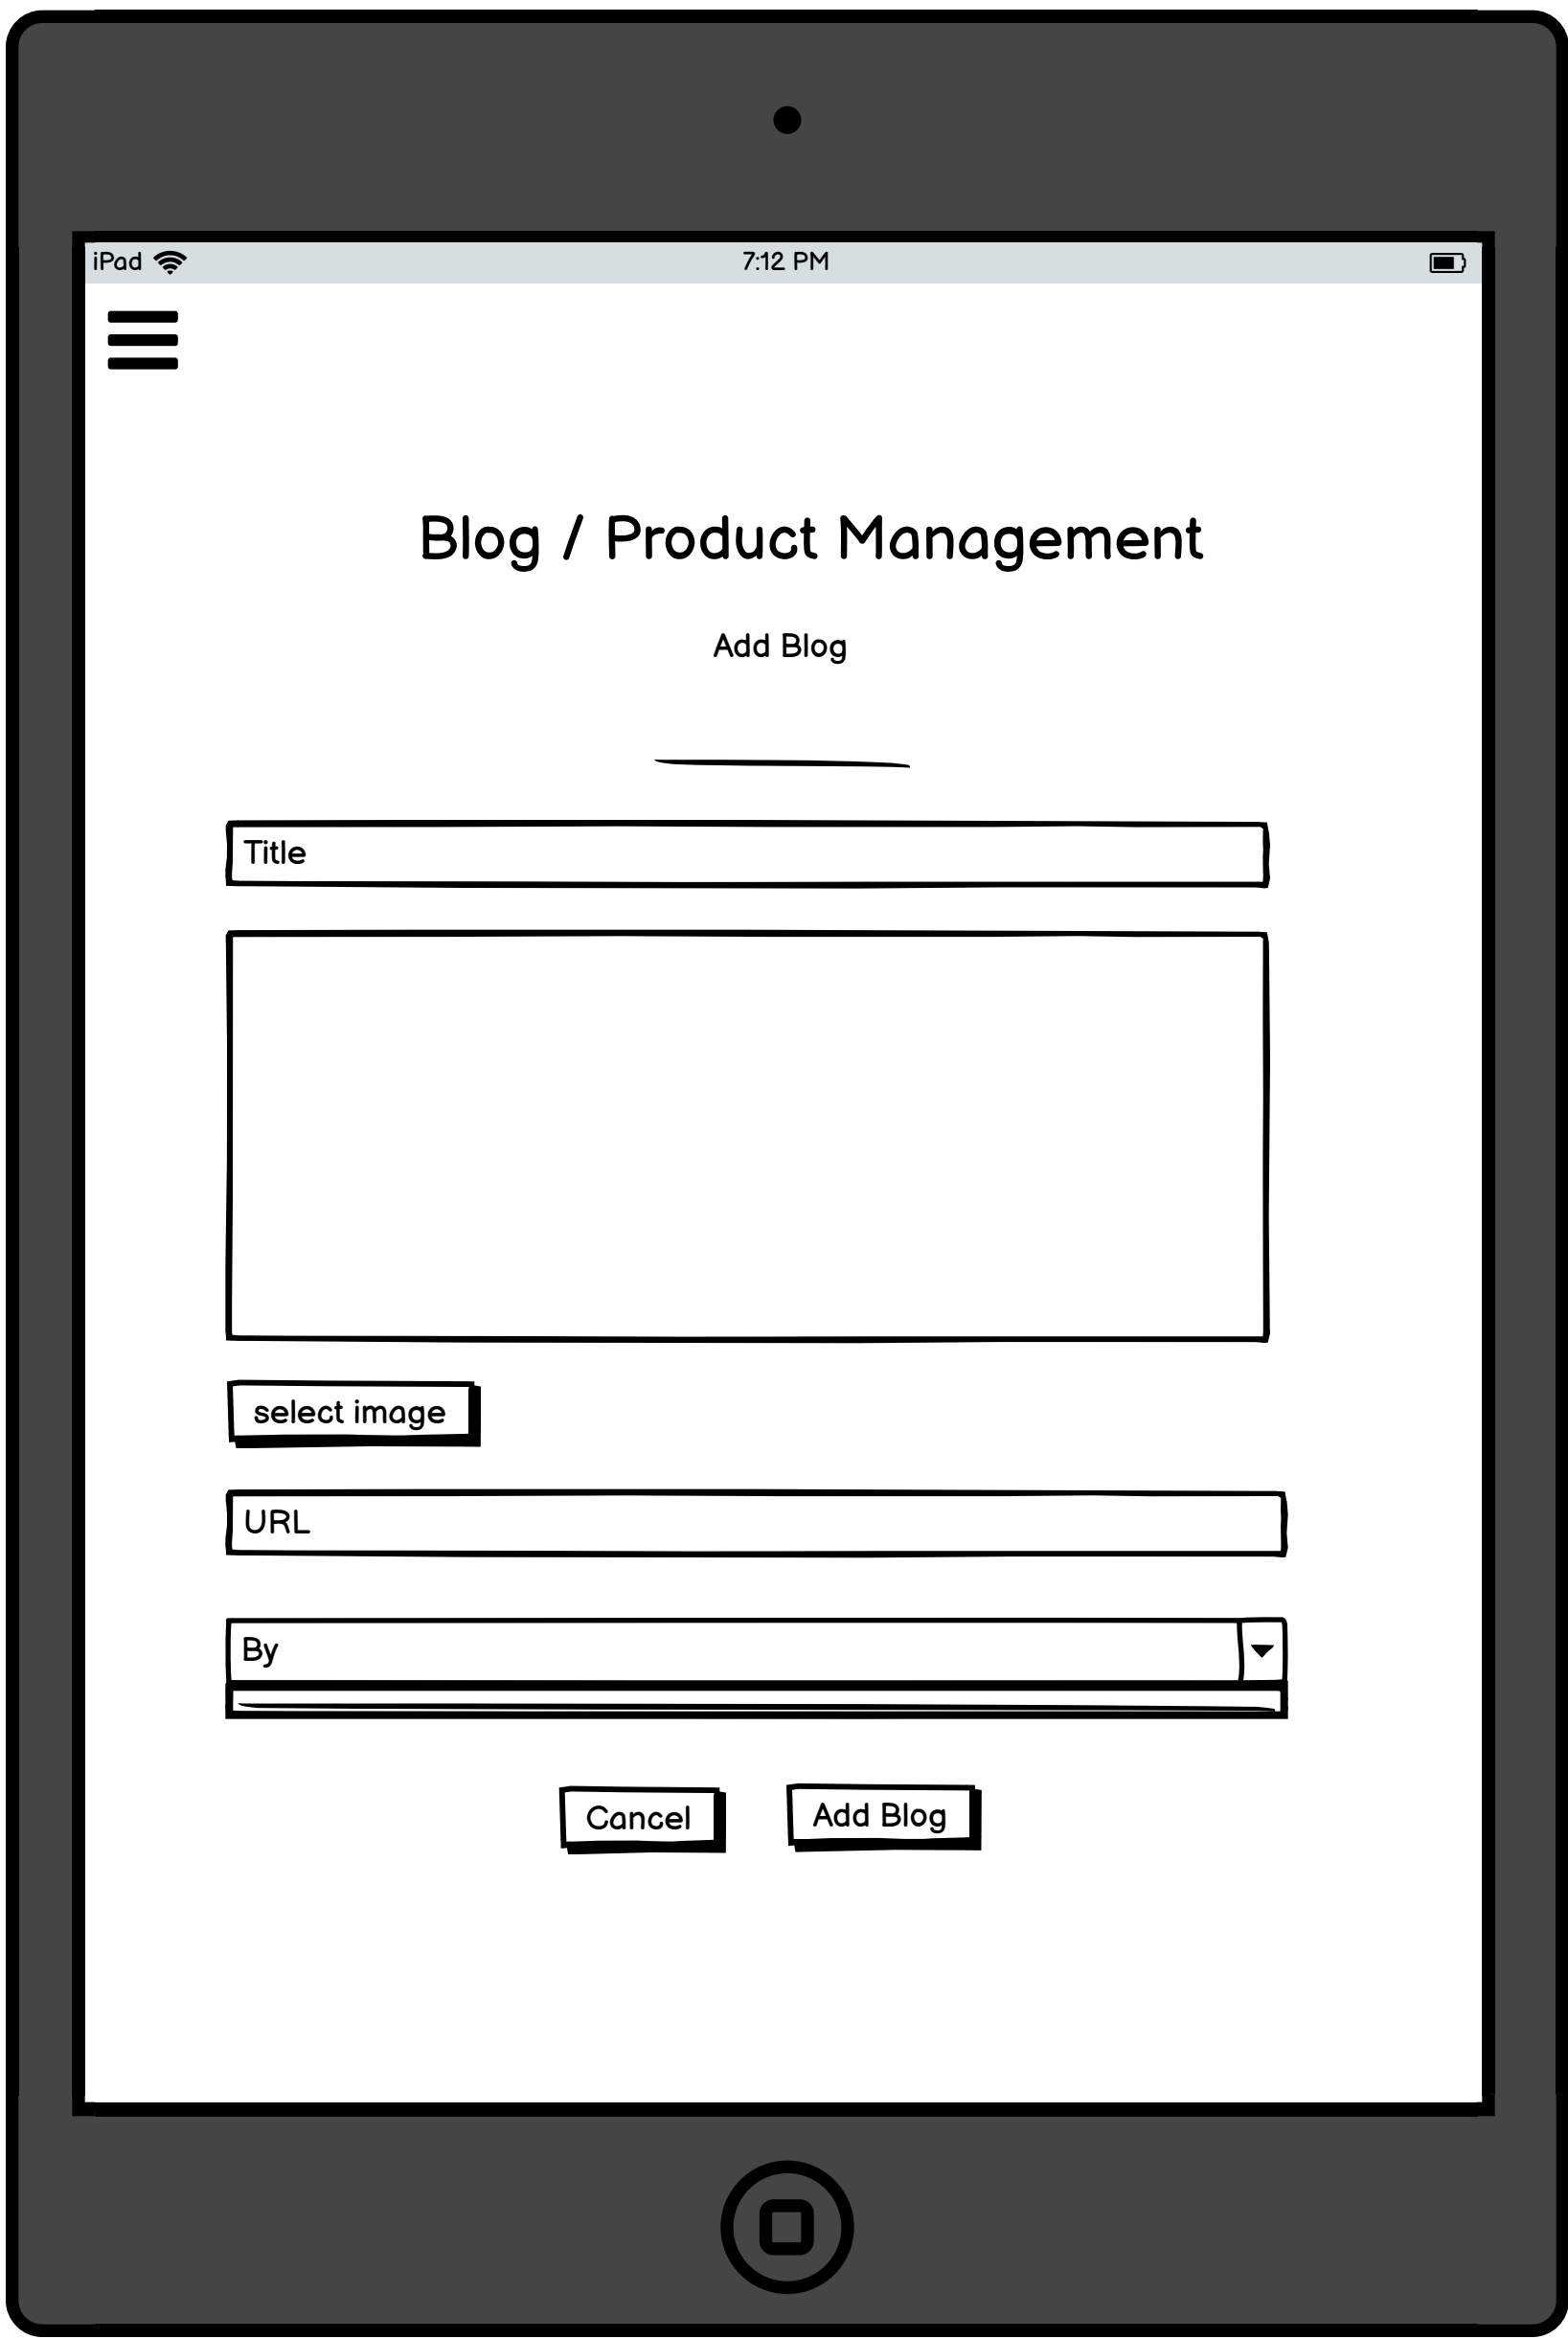 iPad 7:12 PM
Blog / Product Management
Add Blog
Title
select image
URL
By
Cancel Add Blog